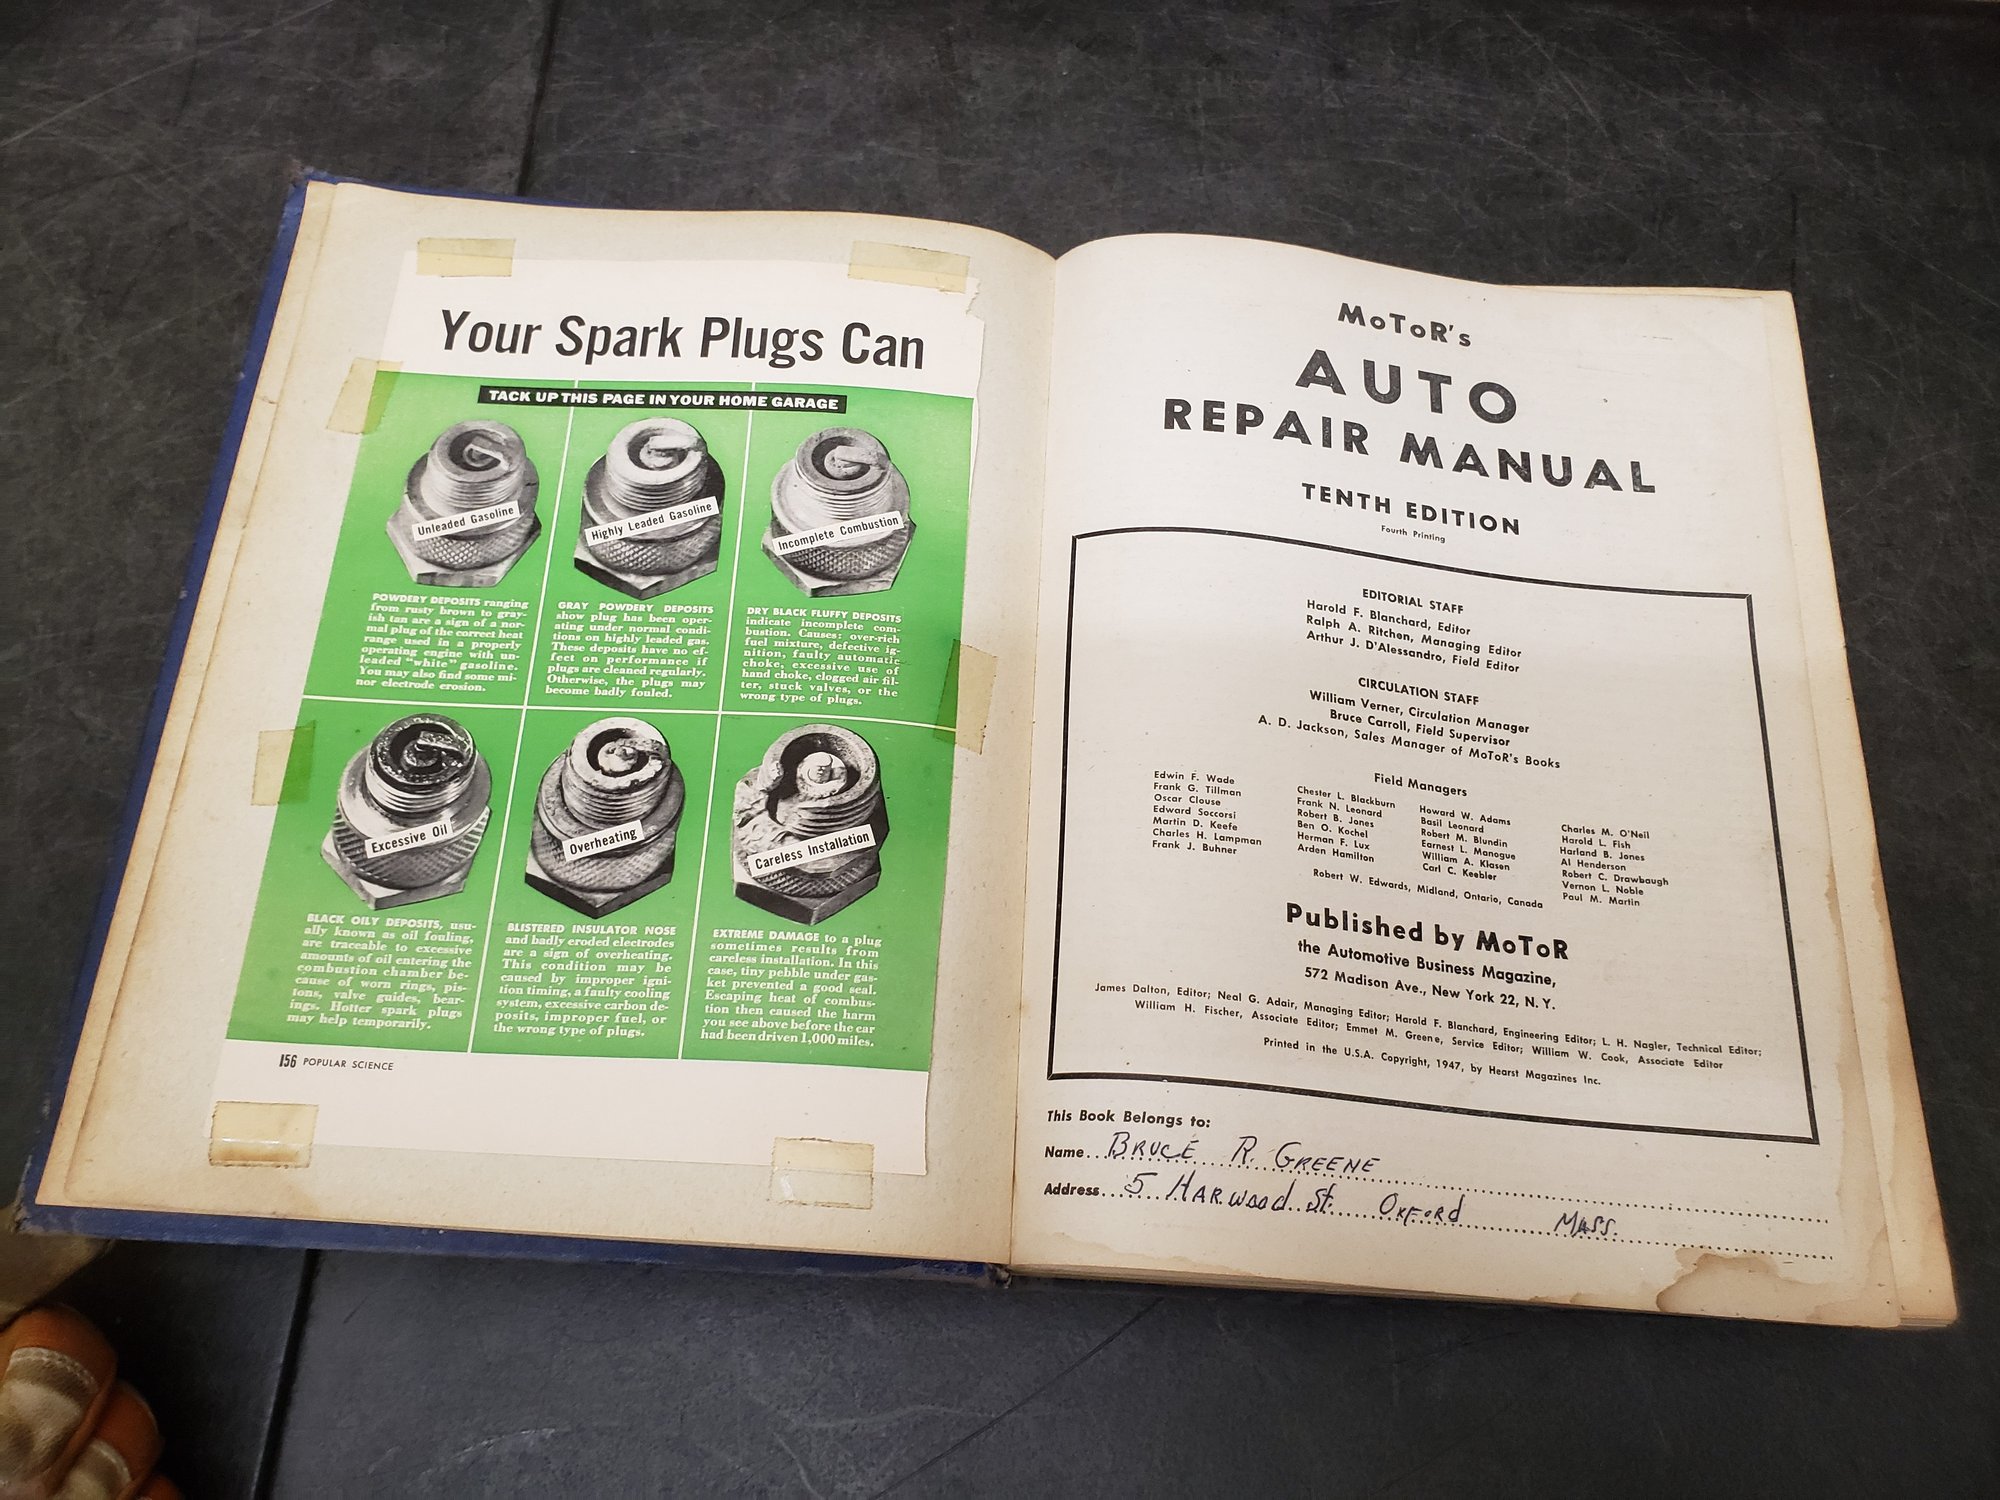 Your Spark Plugs Can
TACK UP THIS PAGE IN YOUR HOME GARAGE
Unleaded Gasoline
POWDERY DEPOSITS ranging
from rusty brown to gray-
ish tan are a sign of a nor-
mal plug of the correct heat
range used in a properly
operating engine with un-
leaded "white" gasoline.
You may also find some mi-
nor electrode erosion.
Highly Leaded Gasoline
GRAY POWDERY DEPOSITS
show plug has been oper-
ating under normal condi-
tions on highly leaded gas.
These deposits have no ef-
fect on performance if
plugs are cleaned regularly.
Otherwise, the plugs may
become badly fouled.
Incomplete Combustion
DRY BLACK FLUFFY DEPOSITS
indicate incomplete com-
bustion. Causes: over-rich
fuel mixture, defective ig-
nition, faulty automatic
choke, excessive use of
hand choke, clogged air fil-
ter, stuck valves, or the
wrong type of plugs.
Excessive Oil
BLACK OILY DEPOSITS, usu-
ally known as oil fouling,
are traceable to excessive
amounts of oil entering the
combustion chamber be-
cause of worn rings, pis-
tons, valve guides, bear-
ings. Hotter spark plugs
may help temporarily.
Overheating
BLISTERED INSULATOR NOSE
and badly eroded electrodes
are a sign of overheating.
This condition may be
caused by improper igni-
tion timing, a faulty cooling
system, excessive carbon de-
posits, improper fuel, or
the wrong type of plugs.
Careless Installation
EXTREME DAMAGE to a plug
sometimes results from
careless installation. In this
case, tiny pebble under gas-
ket prevented a good seal.
Escaping heat of combus-
tion then caused the harm
you see above before the car
had been driven 1,000 miles.
156 POPULAR SCIENCE
MoToR's
AUTO
REPAIR MANUAL
TENTH EDITION
Fourth Printing
EDITORIAL STAFF
Harold F. Blanchard, Editor
Ralph A. Ritchen, Managing Editor
Arthur J. D'Alessandro, Field Editor
CIRCULATION STAFF
William Verner, Circulation Manager
Bruce Carroll, Field Supervisor
A. D. Jackson, Sales Manager of MoToR's Books
Field Managers
Edwin F. Wade
Frank G. Tillman
Oscar Clouse
Edward Soccorsi
Martin D. Keefe
Charles H. Lampman
Frank J. Buhner
Chester L. Blackburn
Frank N. Leonard
Robert B. Jones
Ben O. Kochel
Herman F. Lux
Arden Hamilton
Howard W. Adams
Basil Leonard
Robert M. Blundin
Earnest L. Manogue
William A. Klasen
Carl C. Keebler
Charles M. O'Neil
Harold L. Fish
Harland B. Jones
Al Henderson
Robert C. Drawbaugh
Vernon L. Noble
Paul M. Martin
Robert W. Edwards, Midland, Ontario, Canada
Published by MoToR
the Automotive Business Magazine,
572 Madison Ave., New York 22, N. Y.
James Dalton, Editor; Neal G. Adair, Managing Editor; Harold F. Blanchard, Engineering Editor; L. H. Nagler, Technical Editor;
William H. Fischer, Associate Editor; Emmet M. Greene, Service Editor; William W. Cook, Associate Editor
Printed in the U.S.A. Copyright, 1947, by Hearst Magazines Inc.
This Book Belongs to:
Name BRUCE R. GREENE
Address 5 HARWOOD St. OXFORD MASS.